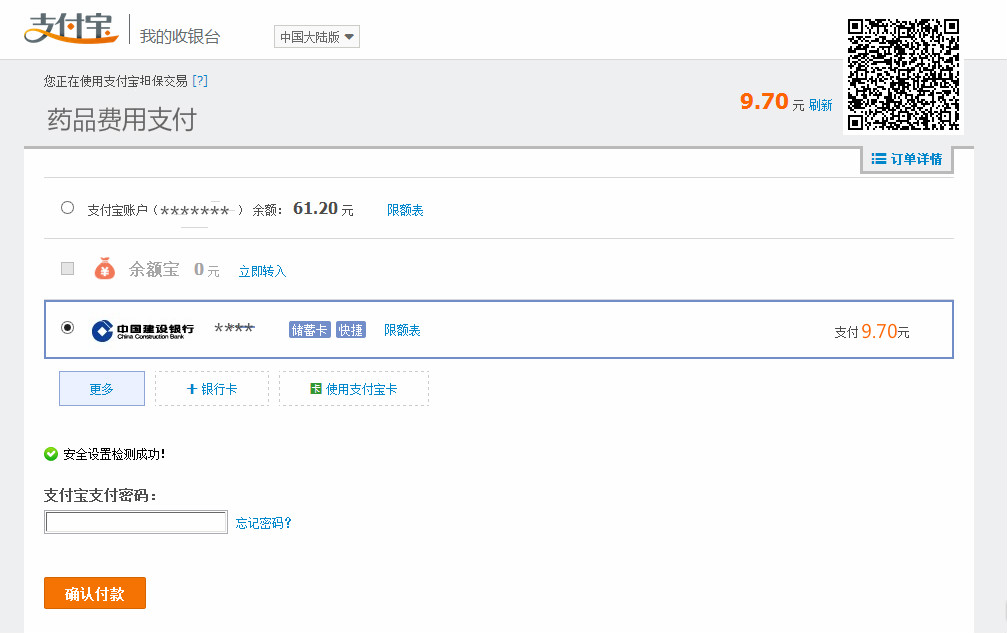 支付宝 我的收银台 中国大陆版
您正在使用支付宝担保交易 [?]
药品费用支付 9.70 元 刷新
订单详情
支付宝账户（*******） 余额： 61.20 元 限额表
余额宝 0 元 立即转入
中国建设银行 **** 储蓄卡 快捷 限额表 支付 9.70元
China Construction Bank
更多 +银行卡 卡 使用支付宝卡
安全设置检测成功！
支付宝支付密码：
忘记密码?
确认付款